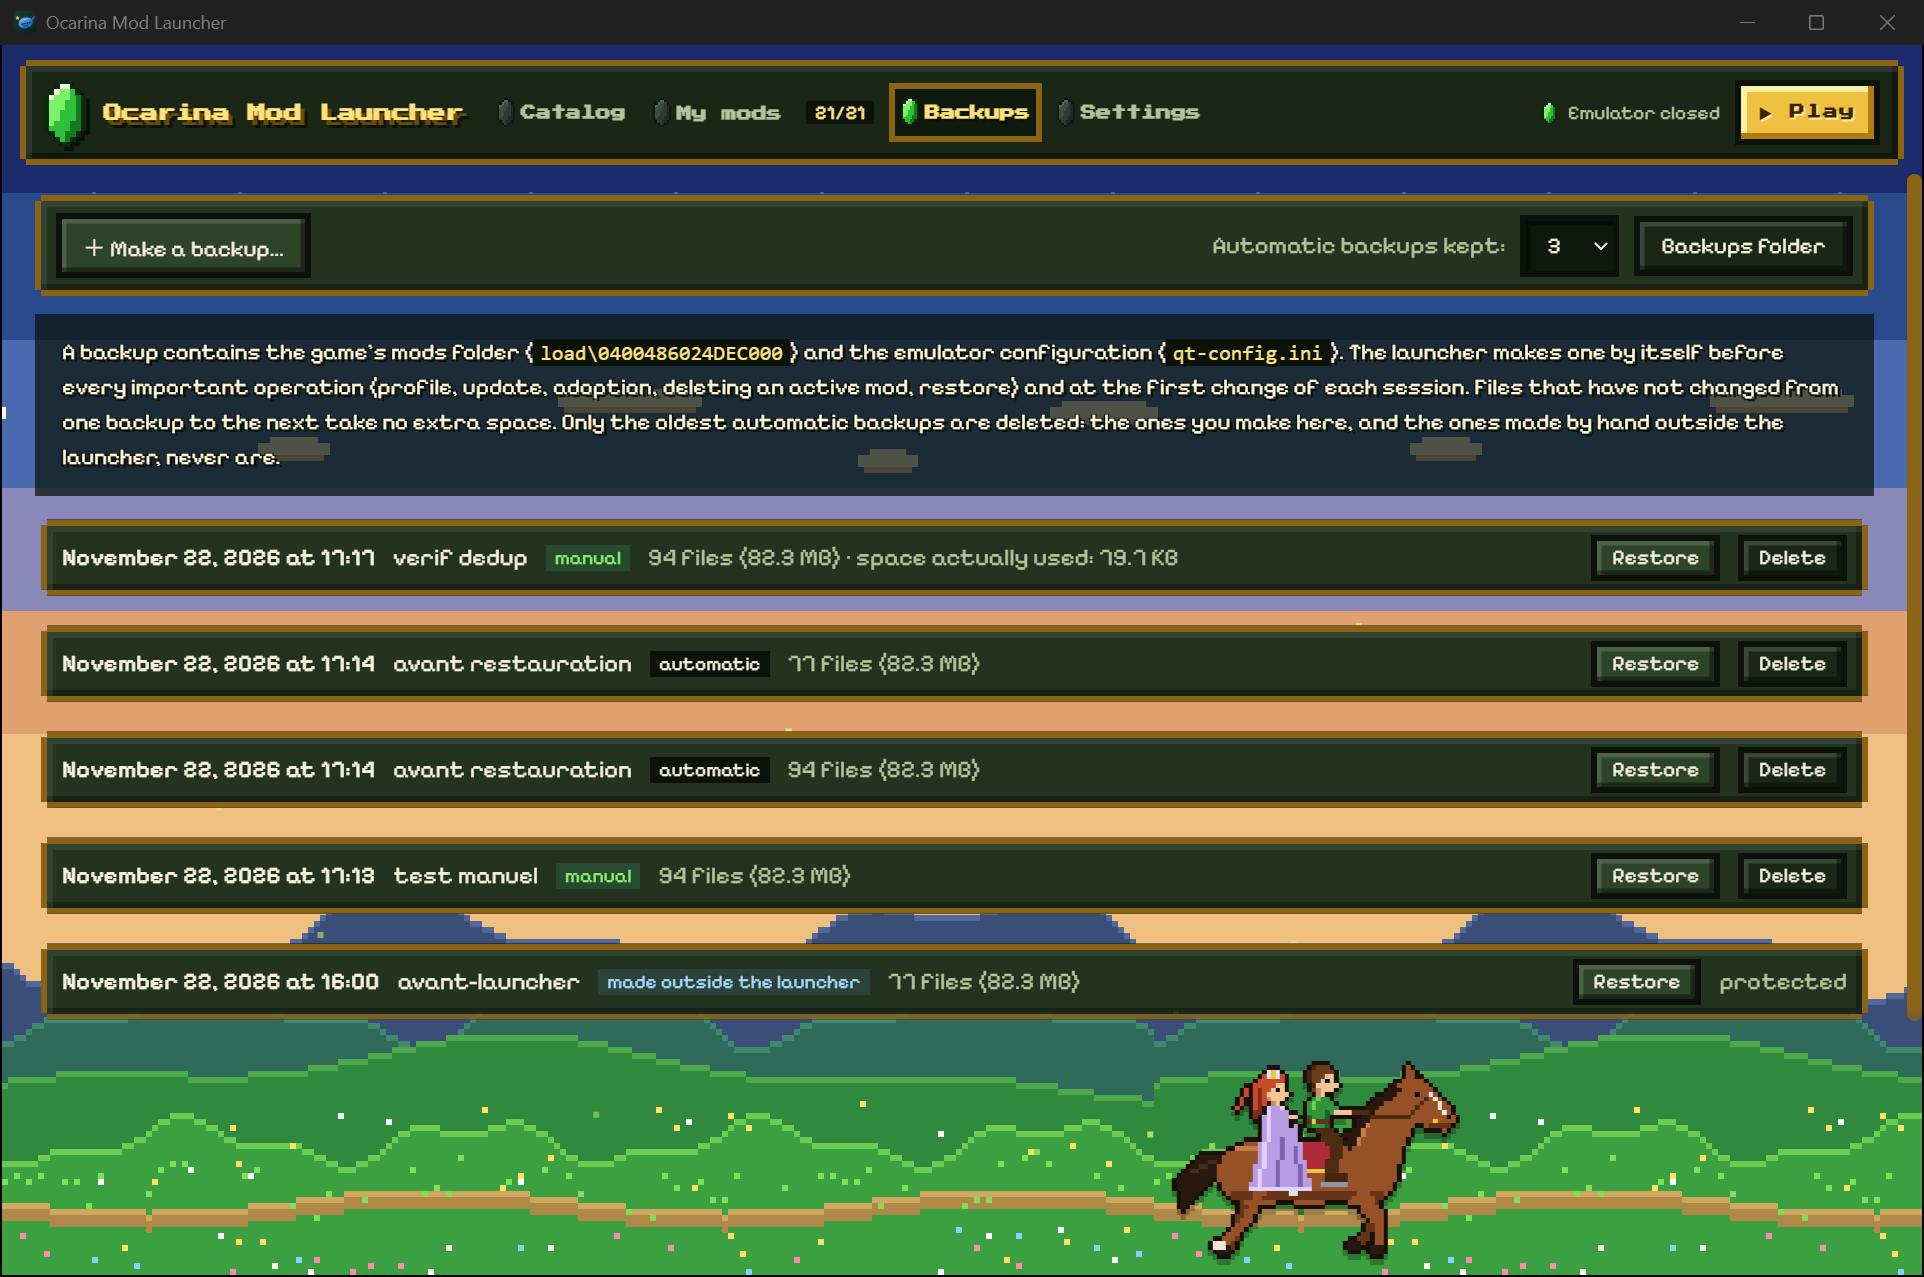 Ocarina Mod Launcher
Ocarina Mod Launcher
Catalog
My mods
21/21
Backups
Settings
Emulator closed
▶ Play
+ Make a backup...
Automatic backups kept:
3
Backups folder
A backup contains the game's mods folder ( load\0400486024DEC000 ) and the emulator configuration ( qt-config.ini ). The launcher makes one by itself before
every important operation (profile, update, adoption, deleting an active mod, restore) and at the first change of each session. Files that have not changed from
one backup to the next take no extra space. Only the oldest automatic backups are deleted: the ones you make here, and the ones made by hand outside the
launcher, never are.
November 22, 2026 at 17:17 verif dedup manual 94 files (82.3 MB) · space actually used: 79.7 KB
Restore
Delete
November 22, 2026 at 17:14 avant restauration automatic 77 files (82.3 MB)
Restore
Delete
November 22, 2026 at 17:14 avant restauration automatic 94 files (82.3 MB)
Restore
Delete
November 22, 2026 at 17:13 test manuel manual 94 files (82.3 MB)
Restore
Delete
November 22, 2026 at 16:00 avant-launcher made outside the launcher 77 files (82.3 MB)
Restore
protected